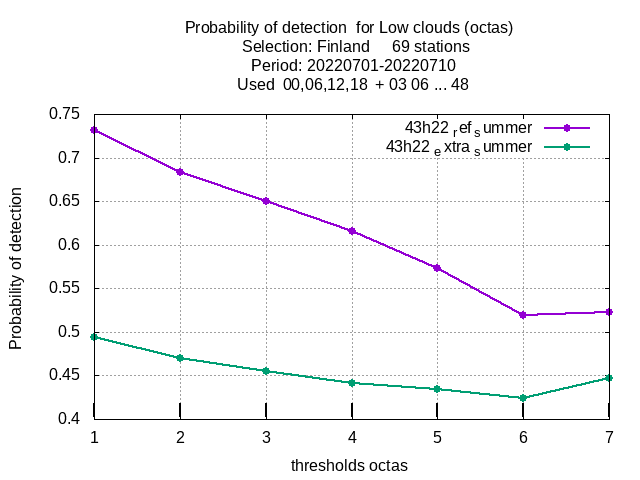 Probability of detection  for Low clouds (octas)
Selection: Finland     69 stations
Period: 20220701-20220710
Used  00,06,12,18  + 03 06 ... 48
0.75
0.7
0.65
0.6
0.55
0.5
0.45
0.4
Probability of detection
43h22 ref summer
43h22 extra summer
1 2 3 4 5 6 7
thresholds octas